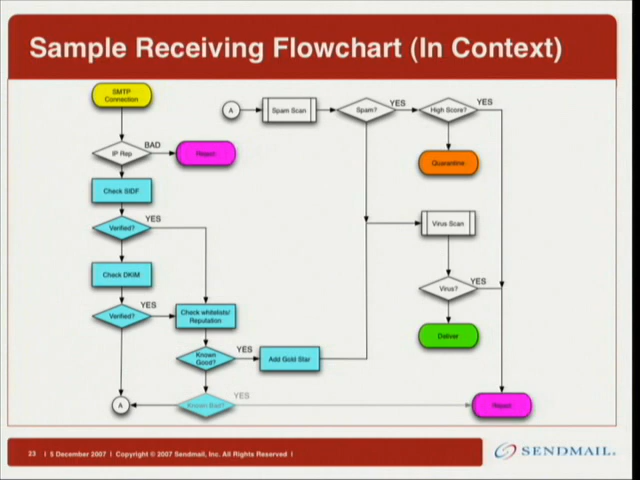 Sample Receiving Flowchart (In Context)
SMTP
Connection
A
Spam Scan
Spam?
YES
High Score?
YES
IP Rep
BAD
Reject
Quarantine
Check SIDF
Verified?
YES
Virus Scan
Check DKIM
Virus?
YES
Verified?
YES
Check whitelists/
Reputation
Deliver
Known
Good?
YES
Add Gold Star
A
Known Bad?
YES
Reject
23 | 5 December 2007 | Copyright © 2007 Sendmail, Inc. All Rights Reserved |
SENDMAIL.